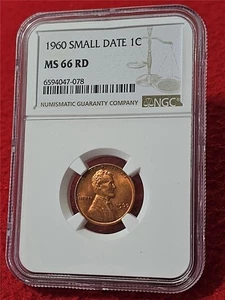 1960 SMALL DATE 1C
MS 66 RD
6594047-078
NUMISMATIC GUARANTY COMPANY
NGC